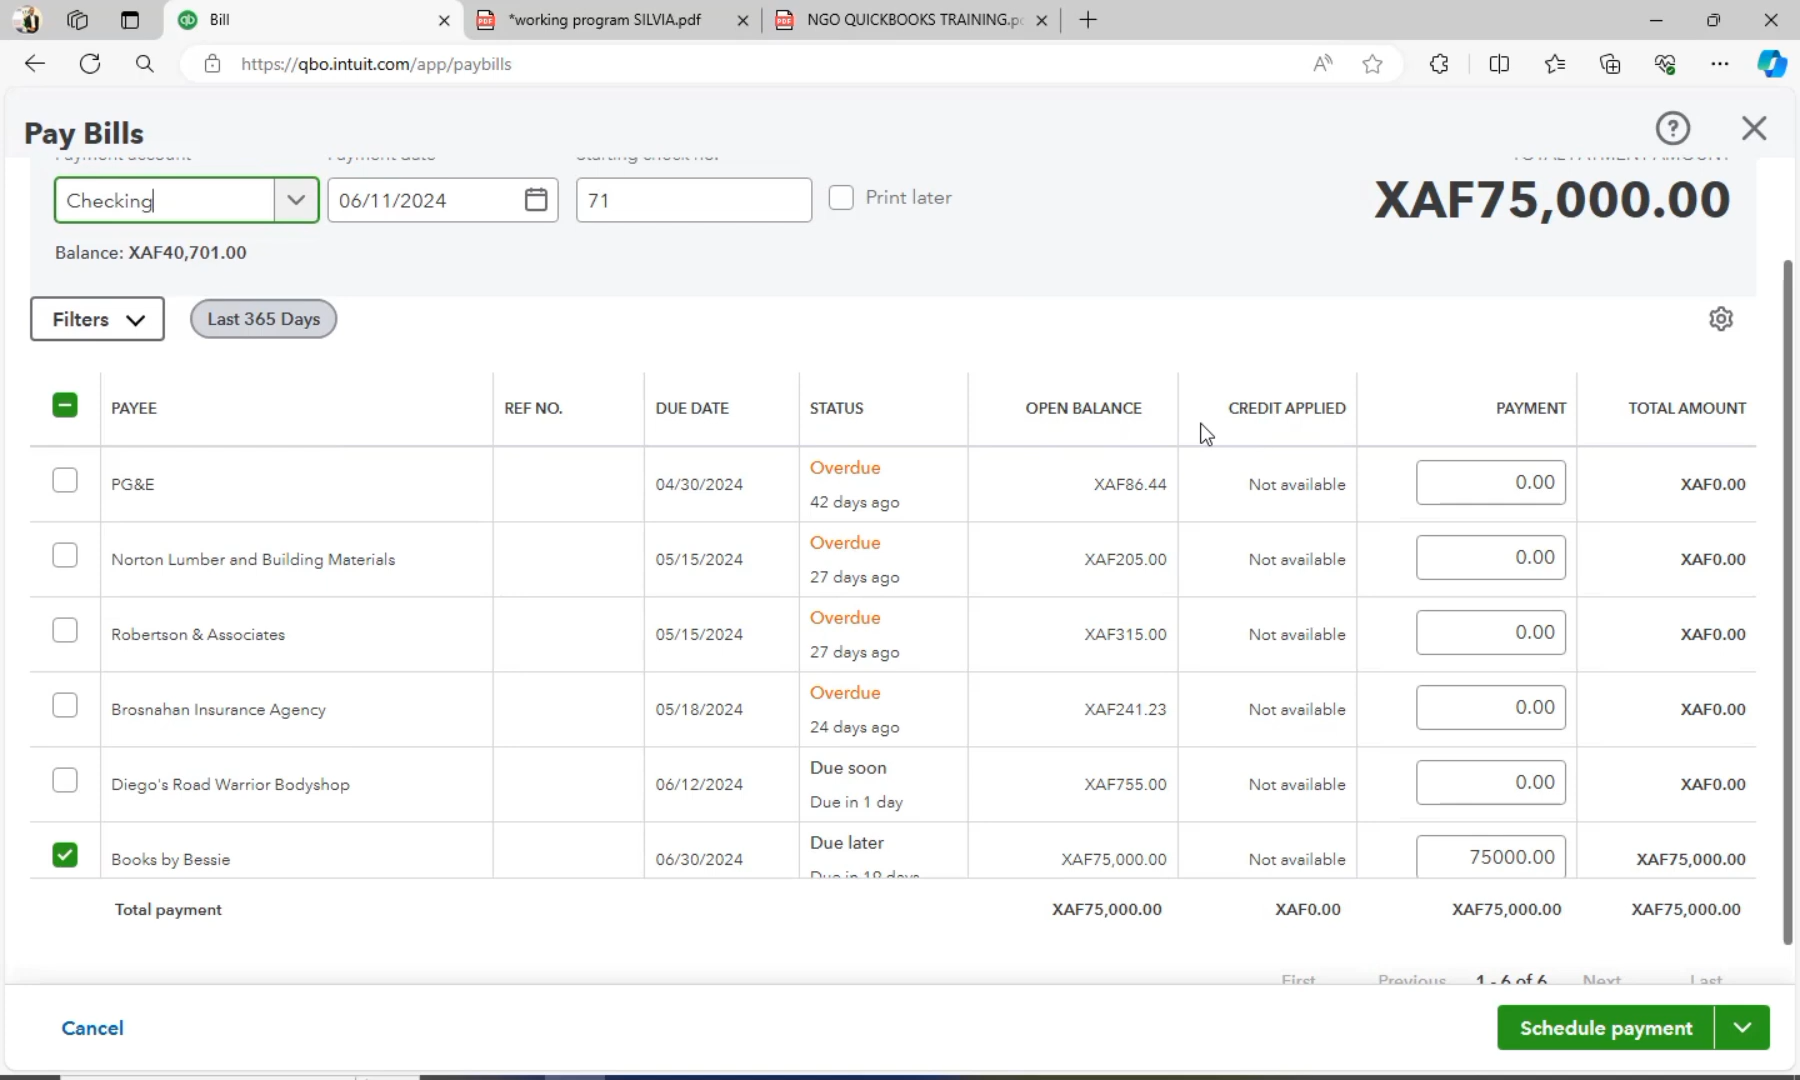 Bill
*working program SILVIA.pdf
NGO QUICKBOOKS TRAINING.pc
https://qbo.intuit.com/app/paybills
Pay Bills
Checking
06/11/2024
71
Print later
XAF75,000.00
Balance: XAF40,701.00
Filters
Last 365 Days
PAYEE REF NO. DUE DATE STATUS OPEN BALANCE CREDIT APPLIED PAYMENT TOTAL AMOUNT
PG&E 04/30/2024 Overdue XAF86.44 Not available 0.00 XAF0.00
42 days ago
Norton Lumber and Building Materials 05/15/2024 Overdue XAF205.00 Not available 0.00 XAF0.00
27 days ago
Robertson & Associates 05/15/2024 Overdue XAF315.00 Not available 0.00 XAF0.00
27 days ago
Brosnahan Insurance Agency 05/18/2024 Overdue XAF241.23 Not available 0.00 XAF0.00
24 days ago
Diego's Road Warrior Bodyshop 06/12/2024 Due soon XAF755.00 Not available 0.00 XAF0.00
Due in 1 day
Books by Bessie 06/30/2024 Due later XAF75,000.00 Not available 75000.00 XAF75,000.00
Due in 19 days
Total payment XAF75,000.00 XAF0.00 XAF75,000.00 XAF75,000.00
First Previous 1 - 6 of 6 Next Last
Cancel
Schedule payment